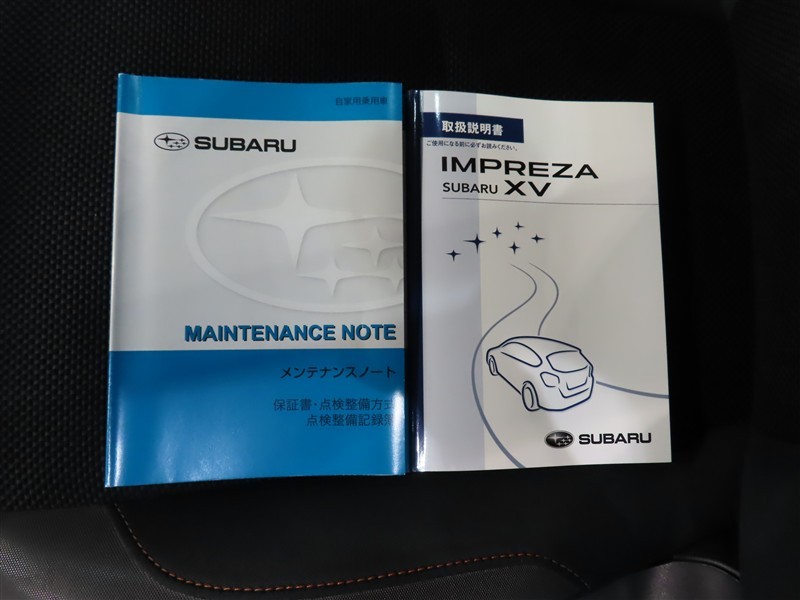 自家用乗用車
SUBARU
MAINTENANCE NOTE
メンテナンスノート
保証書・点検整備方式
点検整備記録簿
取扱説明書
ご使用になる前に必ずお読みください。
IMPREZA
SUBARU XV
SUBARU